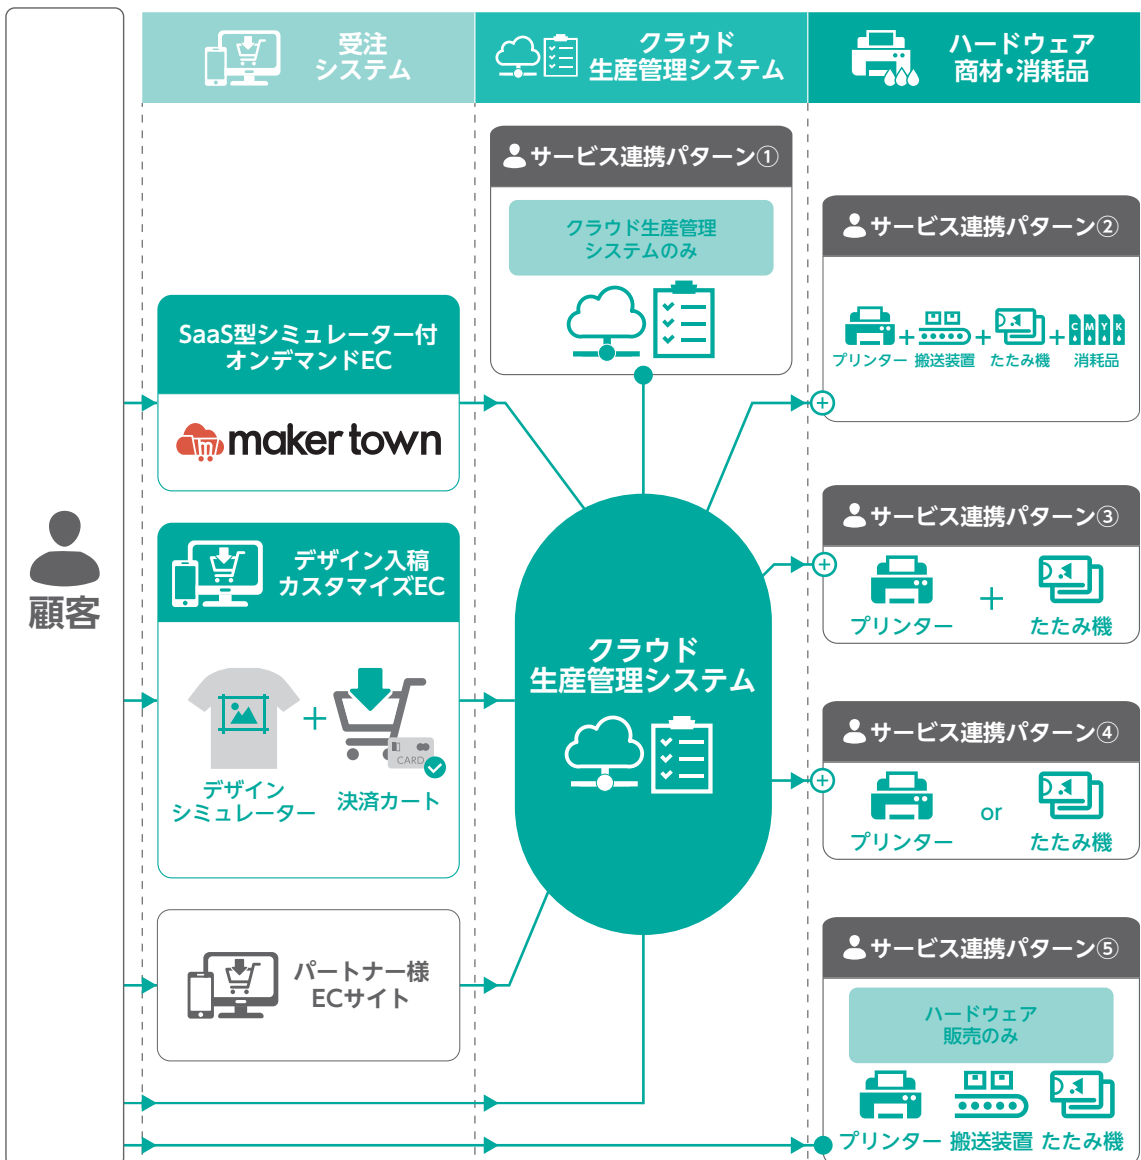 受注
システム
クラウド
生産管理システム
ハードウェア
商材・消耗品
顧客
SaaS型シミュレーター付
オンデマンドEC
maker town
デザイン入稿
カスタマイズEC
CARD
デザイン
シミュレーター
決済カート
パートナー様
ECサイト
サービス連携パターン①
クラウド生産管理
システムのみ
クラウド
生産管理システム
サービス連携パターン②
C M Y K
プリンター 搬送装置 たたみ機 消耗品
サービス連携パターン③
プリンター たたみ機
サービス連携パターン④
or
プリンター たたみ機
サービス連携パターン⑤
ハードウェア
販売のみ
プリンター 搬送装置 たたみ機